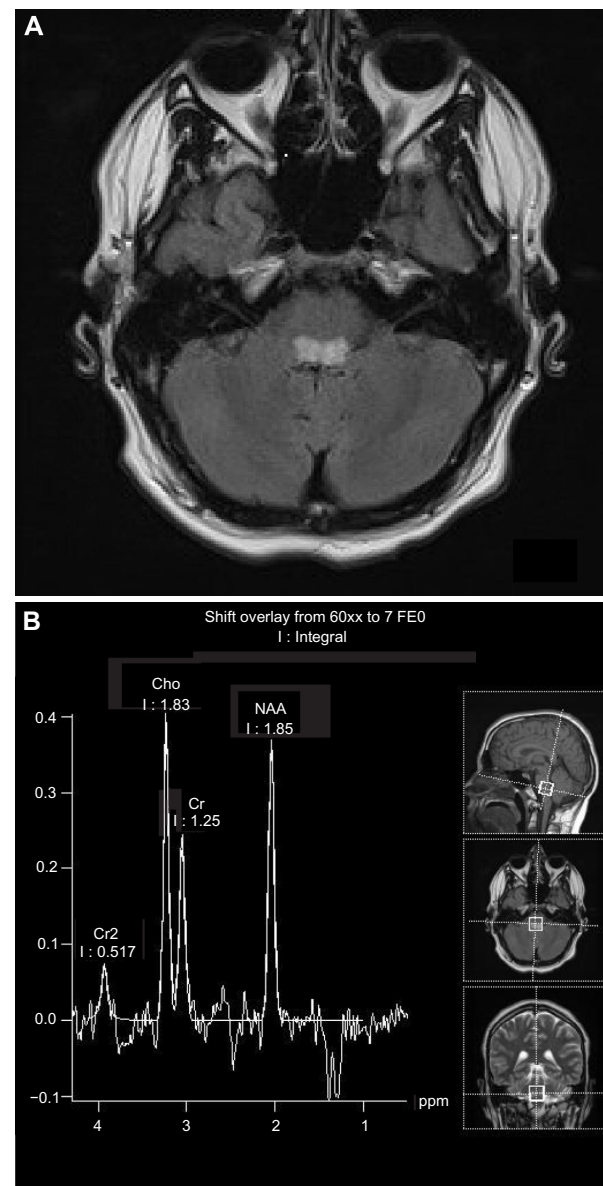 A
B
Shift overlay from 60xx to 7 FE0
I : Integral
Cho
I : 1.83
NAA
I : 1.85
Cr
I : 1.25
Cr2
I : 0.517
0.4
0.3
0.2
0.1
0.0
−0.1
4
3
2
1
ppm